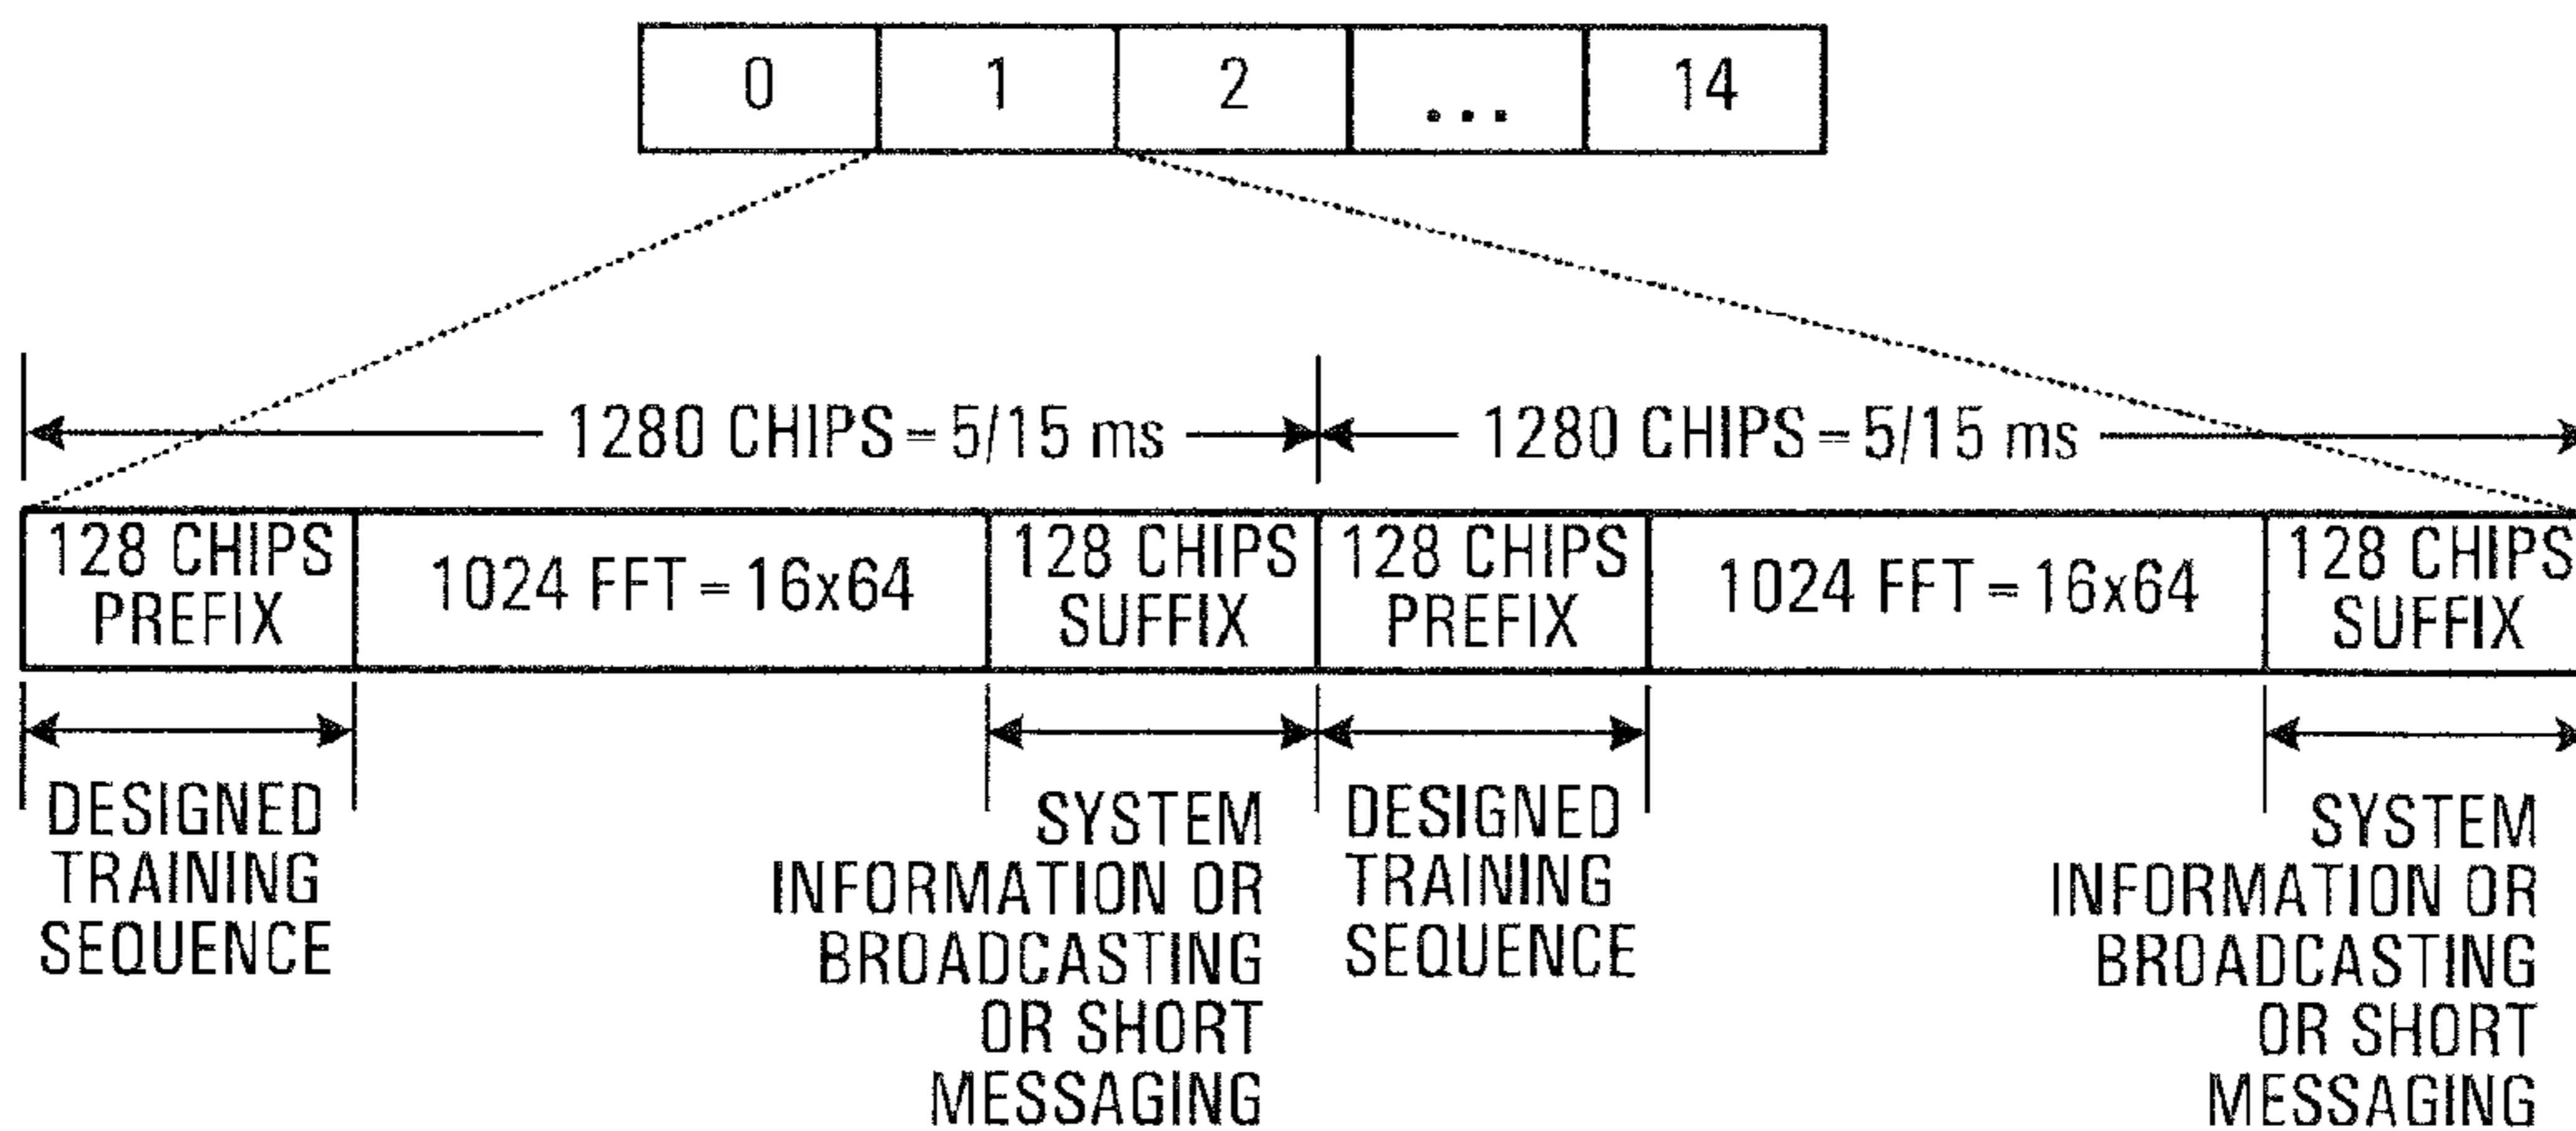 0 1 2 ... 14
1280 CHIPS = 5/15 ms 1280 CHIPS = 5/15 ms
128 CHIPS
PREFIX
1024 FFT = 16x64
128 CHIPS
SUFFIX
128 CHIPS
PREFIX
1024 FFT = 16x64
128 CHIPS
SUFFIX
DESIGNED
TRAINING
SEQUENCE
SYSTEM
INFORMATION OR
BROADCASTING
OR SHORT
MESSAGING
DESIGNED
TRAINING
SEQUENCE
SYSTEM
INFORMATION OR
BROADCASTING
OR SHORT
MESSAGING